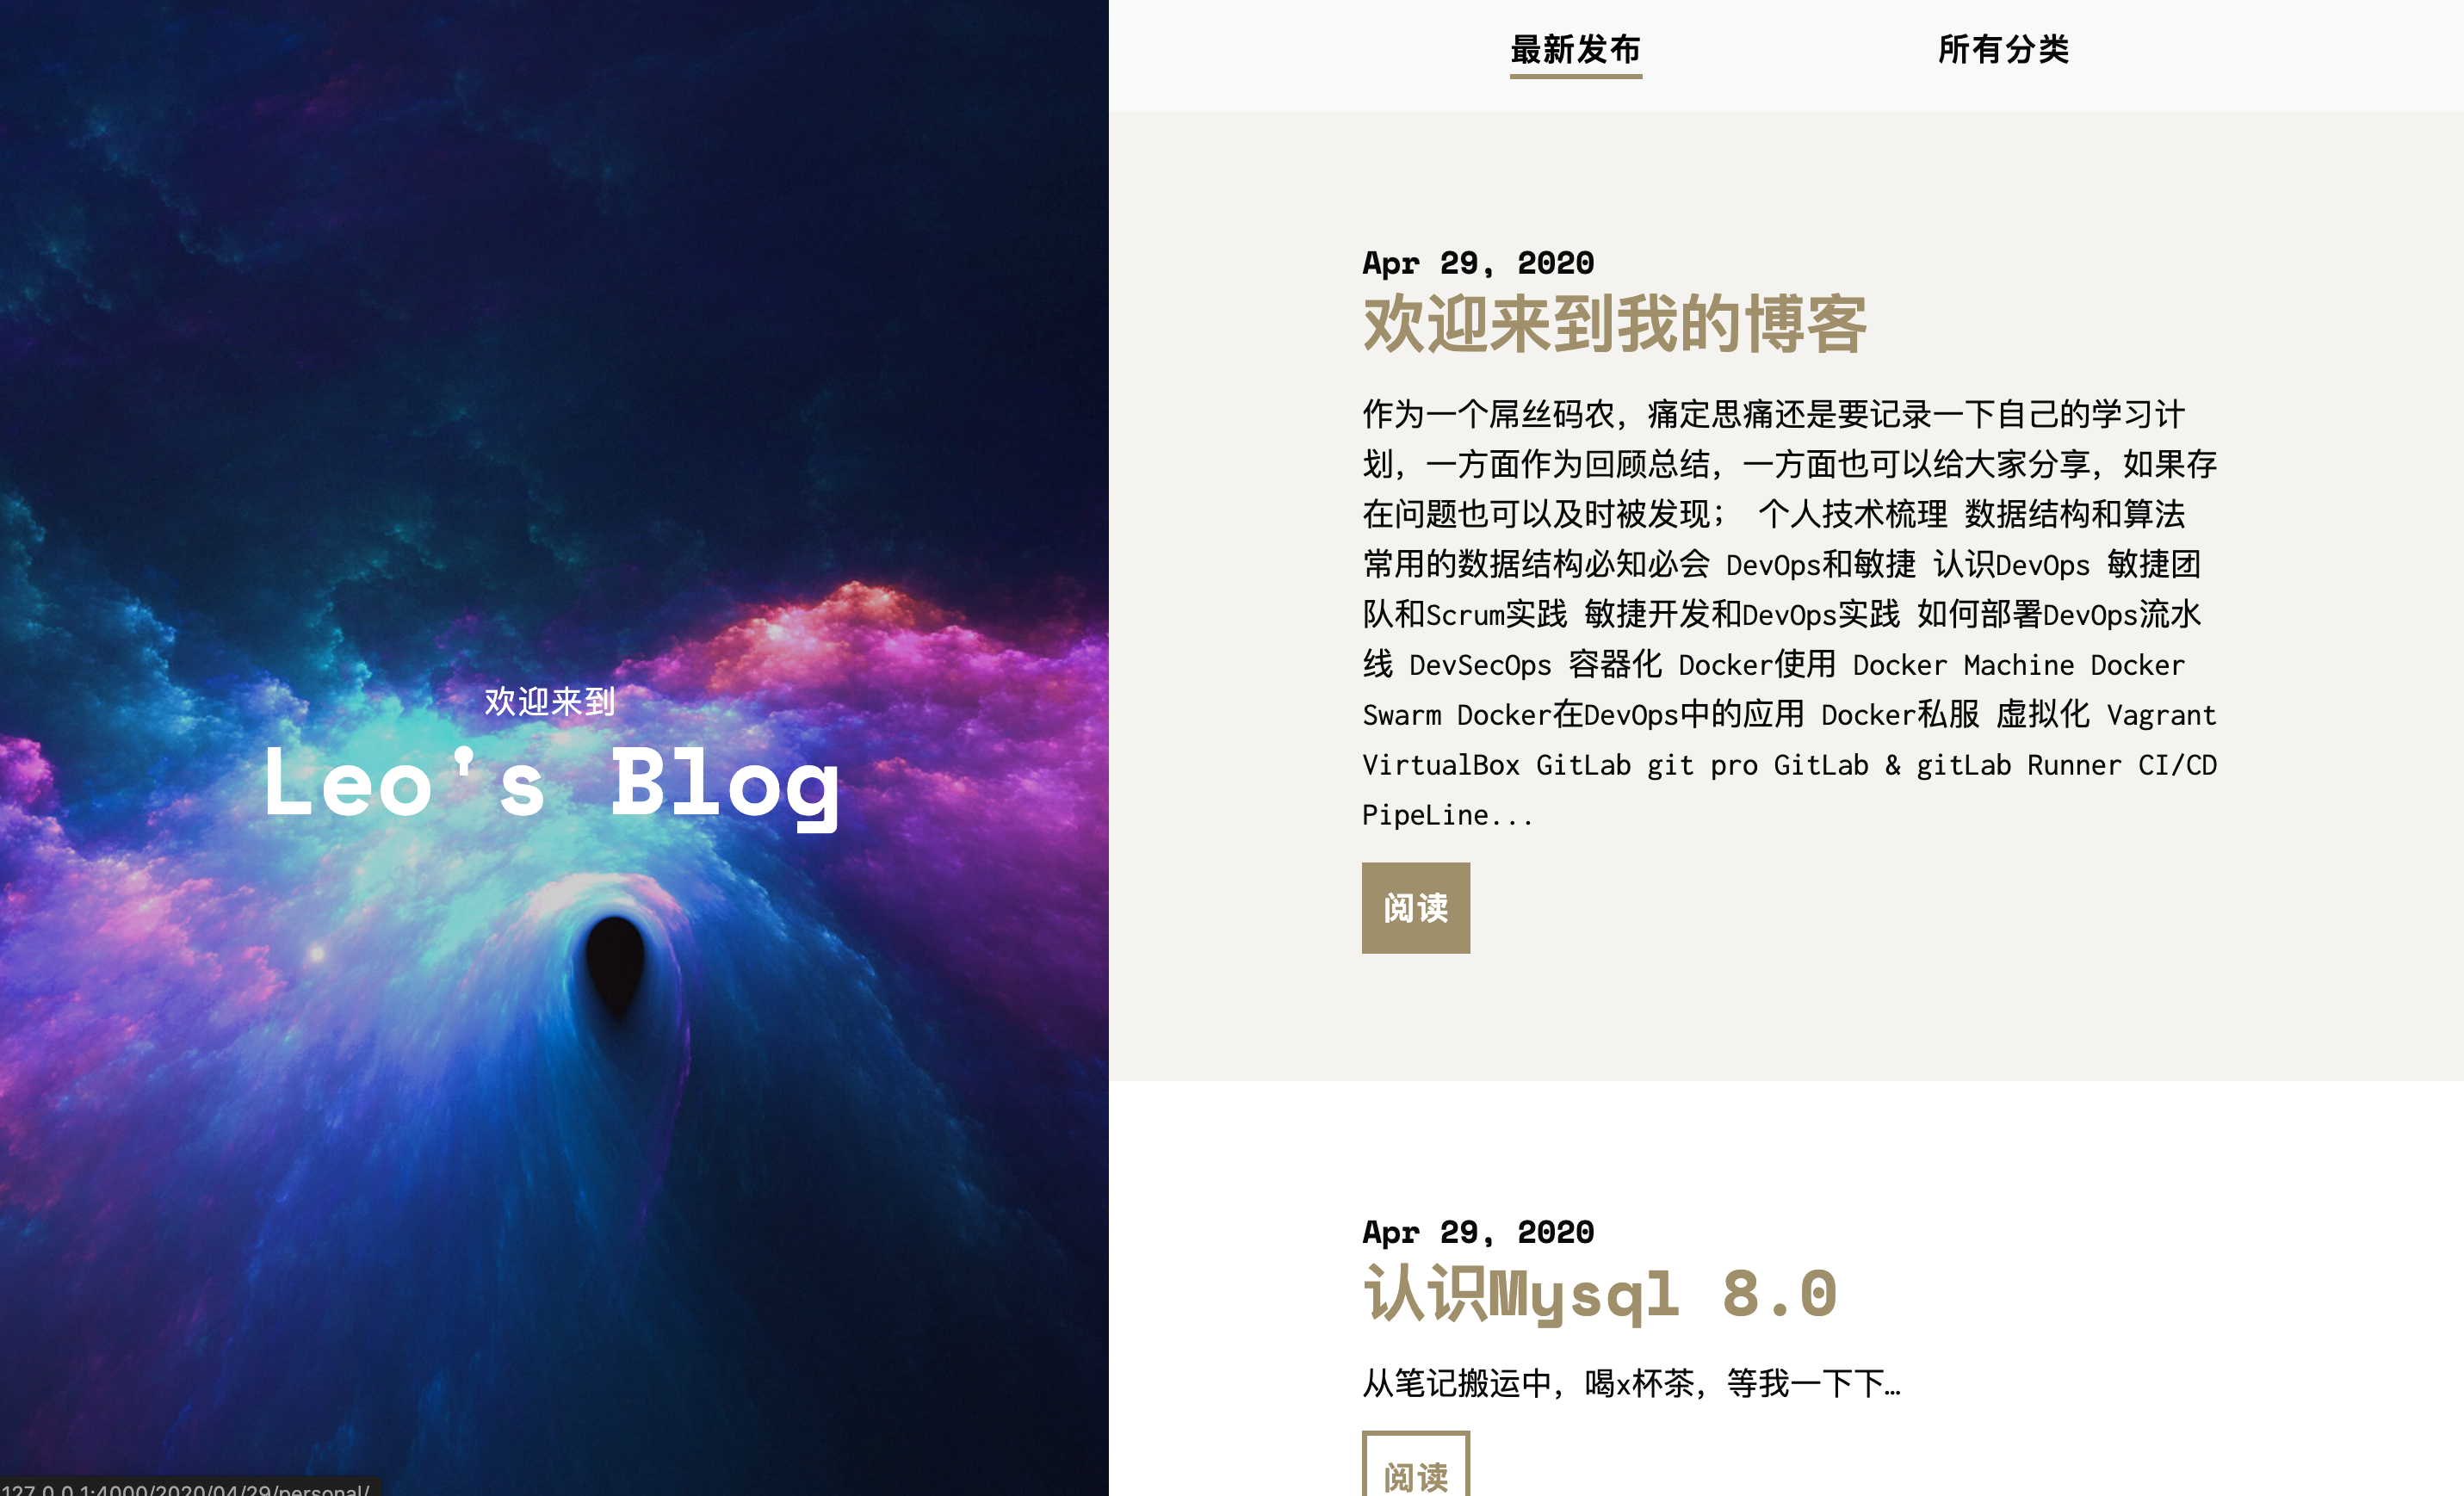 欢迎来到
Leo's Blog
127.0.0.1:4000/2020/04/29/personal/
最新发布
所有分类
Apr 29, 2020
欢迎来到我的博客
作为一个屌丝码农，痛定思痛还是要记录一下自己的学习计
划，一方面作为回顾总结，一方面也可以给大家分享，如果存
在问题也可以及时被发现； 个人技术梳理 数据结构和算法
常用的数据结构必知必会 DevOps和敏捷 认识DevOps 敏捷团
队和Scrum实践 敏捷开发和DevOps实践 如何部署DevOps流水
线 DevSecOps 容器化 Docker使用 Docker Machine Docker
Swarm Docker在DevOps中的应用 Docker私服 虚拟化 Vagrant
VirtualBox GitLab git pro GitLab & gitLab Runner CI/CD
PipeLine...
阅读
Apr 29, 2020
认识Mysql 8.0
从笔记搬运中，喝x杯茶，等我一下下…
阅读